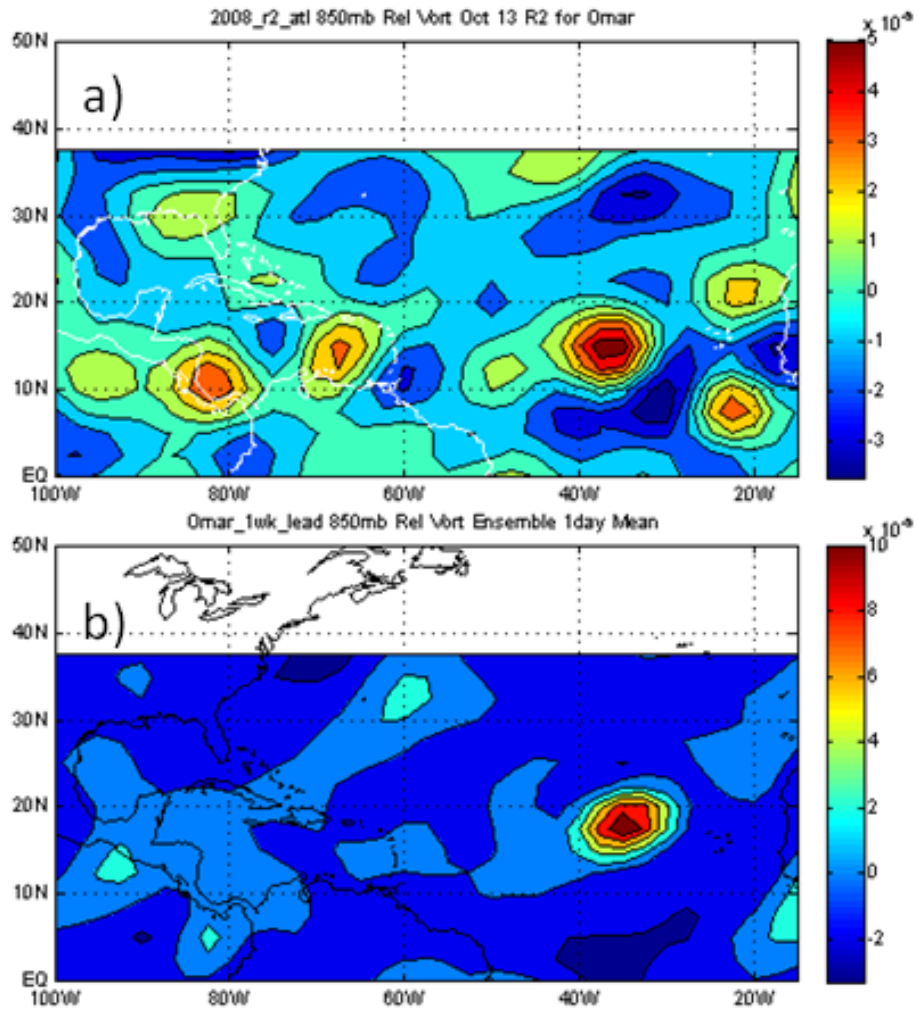 2008_r2_atl 850mb Rel Vort Oct 13 R2 for Omar
x 10⁻⁵
a)
50N
40N
30N
20N
10N
EQ
100W 80W 60W 40W 20W
5
4
3
2
1
0
-1
-2
-3
Omar_1wk_lead 850mb Rel Vort Ensemble 1day Mean
x 10⁻⁵
b)
50N
40N
30N
20N
10N
EQ
100W 80W 60W 40W 20W
10
8
6
4
2
0
-2